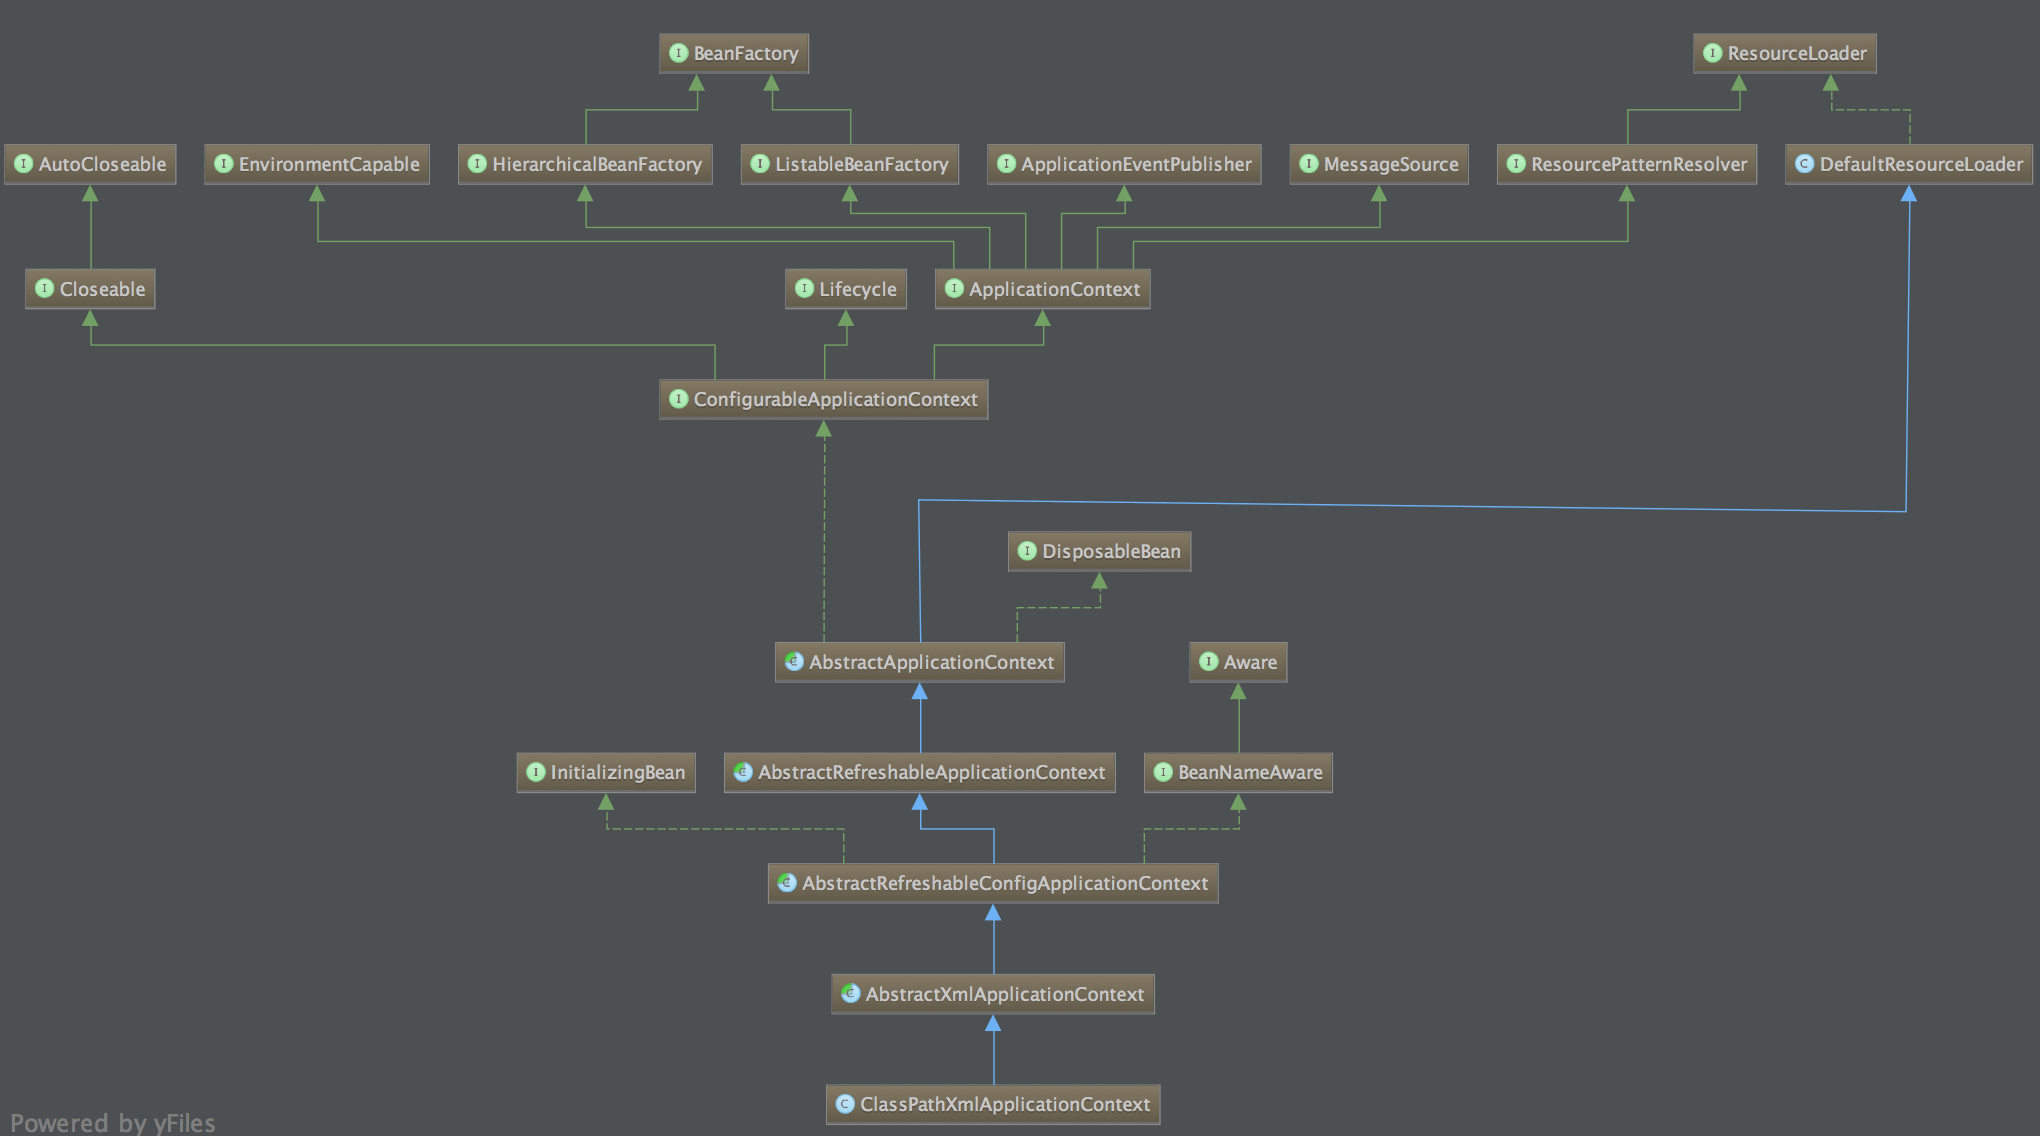 BeanFactory
ResourceLoader
AutoCloseable
EnvironmentCapable
HierarchicalBeanFactory
ListableBeanFactory
ApplicationEventPublisher
MessageSource
ResourcePatternResolver
DefaultResourceLoader
Closeable
Lifecycle
ApplicationContext
ConfigurableApplicationContext
DisposableBean
AbstractApplicationContext
Aware
InitializingBean
AbstractRefreshableApplicationContext
BeanNameAware
AbstractRefreshableConfigApplicationContext
AbstractXmlApplicationContext
ClassPathXmlApplicationContext
Powered by yFiles